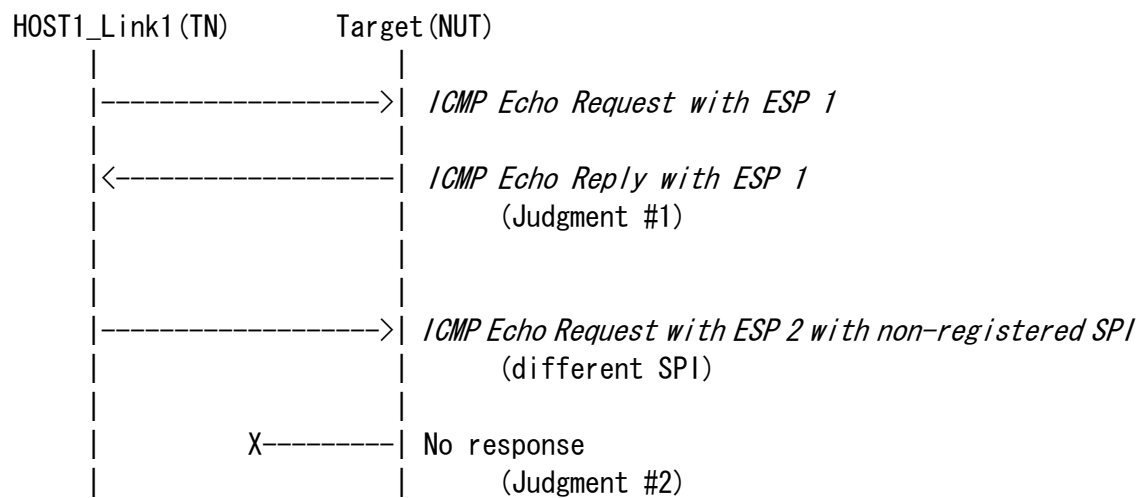 HOST1_Link1(TN) Target(NUT)
| |
|------------------->| ICMP Echo Request with ESP 1
| |
|<-------------------| ICMP Echo Reply with ESP 1
| | (Judgment #1)
| |
| |
|------------------->| ICMP Echo Request with ESP 2 with non-registered SPI
| | (different SPI)
| |
| X---------| No response
| | (Judgment #2)